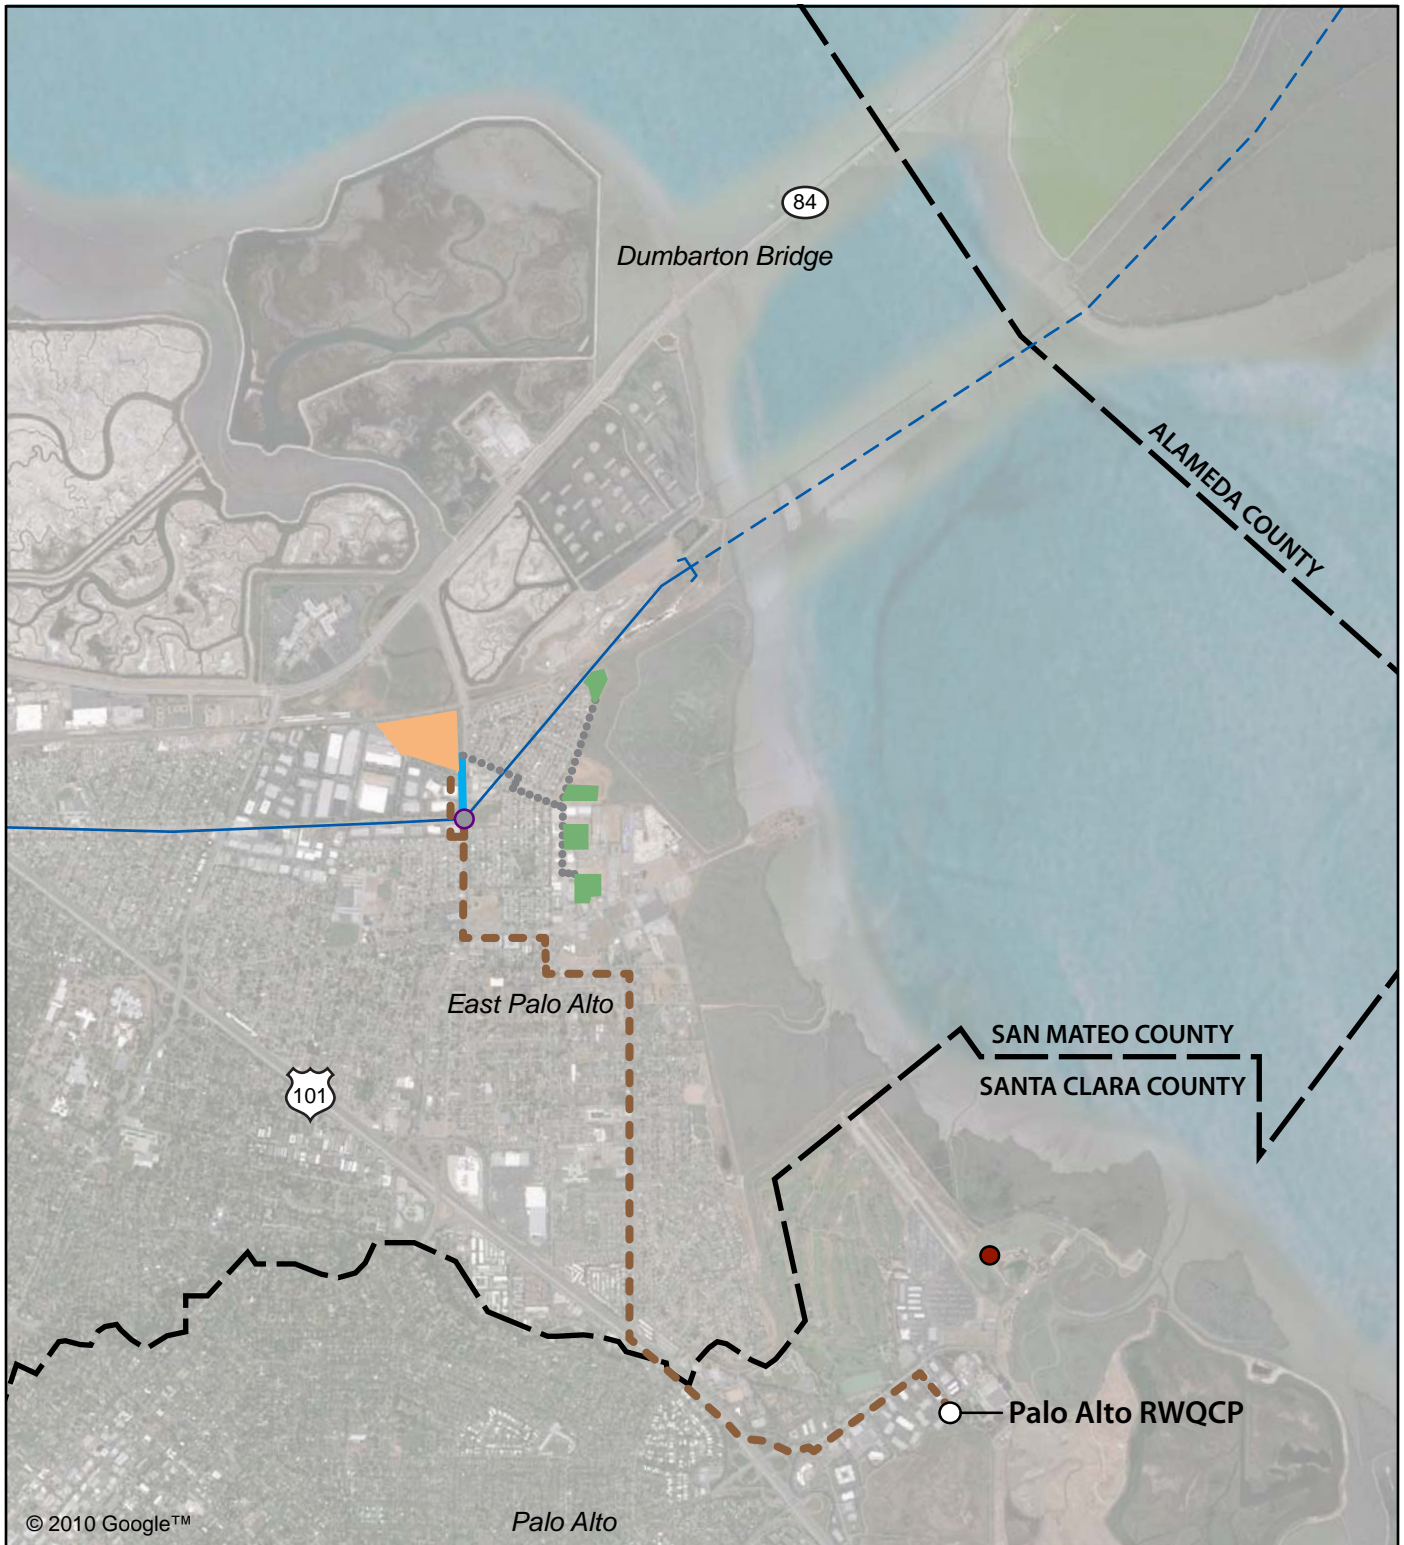 84
Dumbarton Bridge
ALAMEDA COUNTY
East Palo Alto
SAN MATEO COUNTY
SANTA CLARA COUNTY
101
Palo Alto RWQCP
© 2010 Google™
Palo Alto